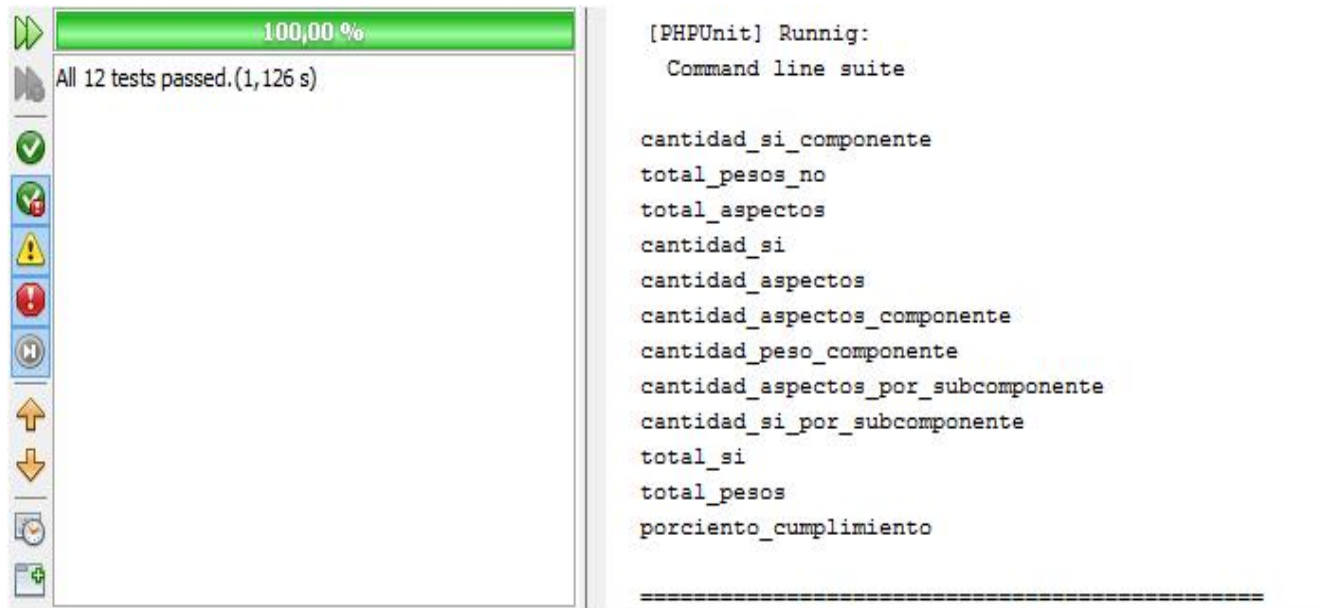 100,00 %
All 12 tests passed.(1,126 s)
[PHPUnit] Runnig:
Command line suite
cantidad_si_componente
total_pesos_no
total_aspectos
cantidad_si
cantidad_aspectos
cantidad_aspectos_componente
cantidad_peso_componente
cantidad_aspectos_por_subcomponente
cantidad_si_por_subcomponente
total_si
total_pesos
porciento_cumplimiento
===============================================